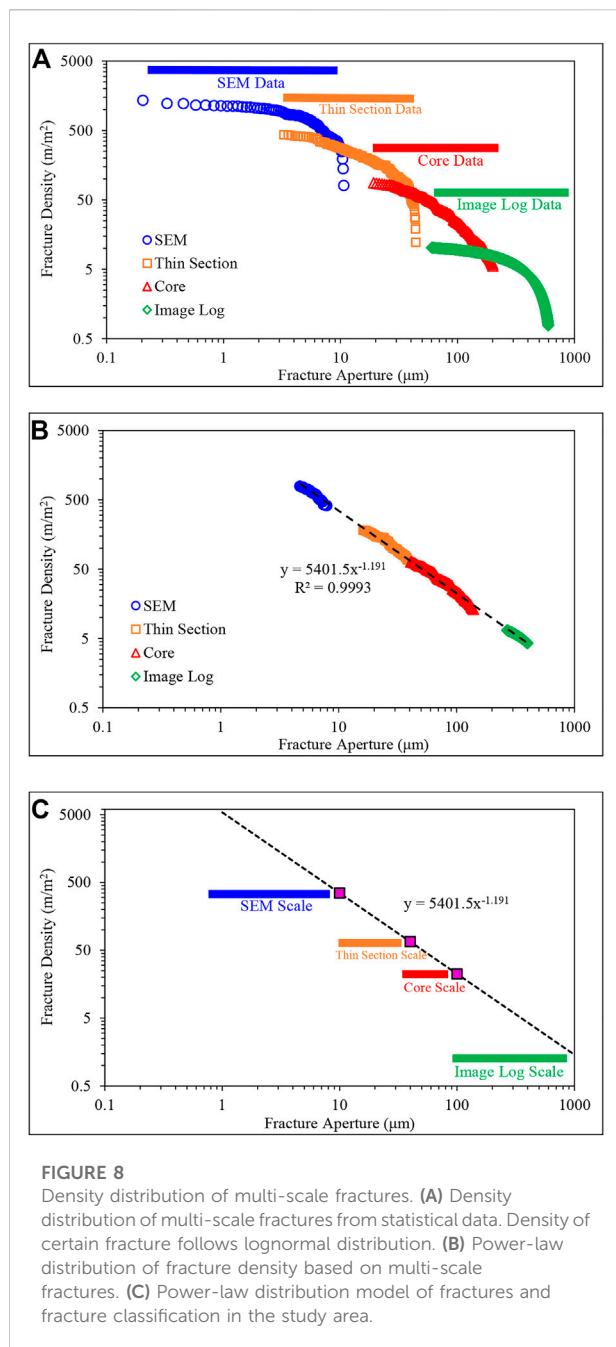 A
5000
500
50
5
0.5
Fracture Density (m/m²)
SEM Data
Thin Section Data
Core Data
Image Log Data
SEM
Thin Section
Core
Image Log
0.1 1 10 100 1000
Fracture Aperture (μm)
B
5000
500
50
5
0.5
Fracture Density (m/m²)
y = 5401.5x⁻¹·¹⁹¹
R² = 0.9993
SEM
Thin Section
Core
Image Log
0.1 1 10 100 1000
Fracture Aperture (μm)
C
5000
500
50
5
0.5
Fracture Density (m/m²)
y = 5401.5x⁻¹·¹⁹¹
SEM Scale
Thin Section Scale
Core Scale
Image Log Scale
0.1 1 10 100 1000
Fracture Aperture (μm)
FIGURE 8
Density distribution of multi-scale fractures. (A) Density
distribution of multi-scale fractures from statistical data. Density of
certain fracture follows lognormal distribution. (B) Power-law
distribution of fracture density based on multi-scale
fractures. (C) Power-law distribution model of fractures and
fracture classification in the study area.